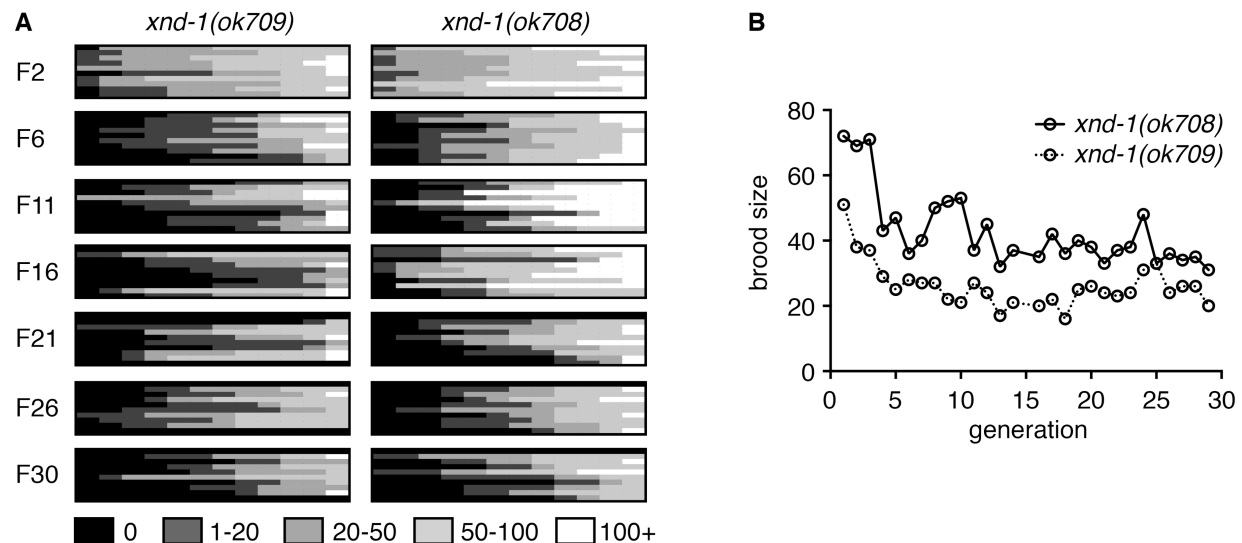 A
xnd-1(ok709)
xnd-1(ok708)
F2
F6
F11
F16
F21
F26
F30
0
1-20
20-50
50-100
100+
B
xnd-1(ok708)
xnd-1(ok709)
80
60
40
20
0
brood size
0 5 10 15 20 25 30
generation